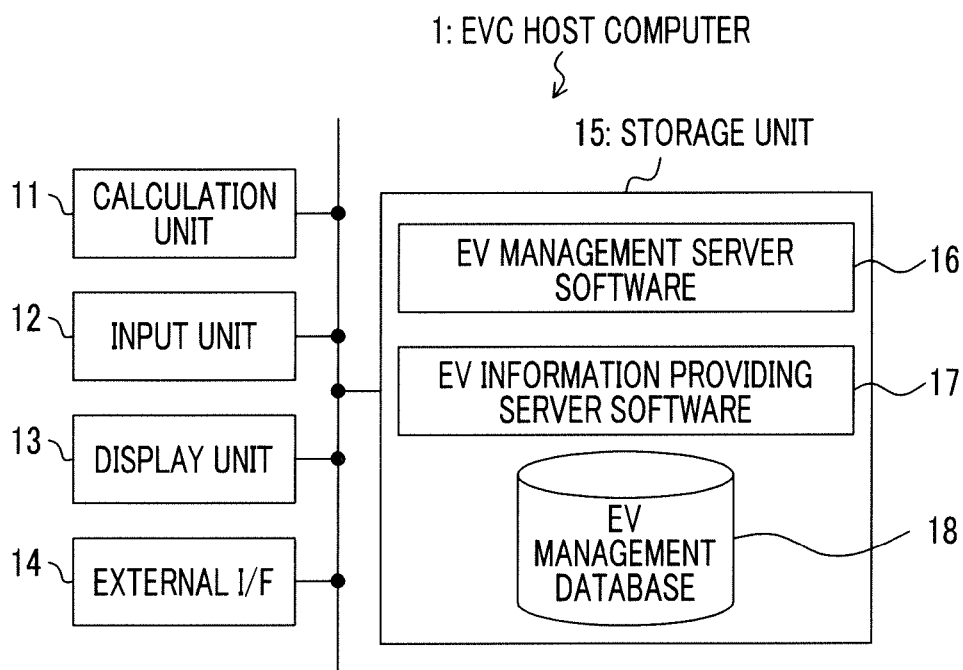 1: EVC HOST COMPUTER
15: STORAGE UNIT
11
CALCULATION
UNIT
12
INPUT UNIT
13
DISPLAY UNIT
14
EXTERNAL I/F
EV MANAGEMENT SERVER
SOFTWARE
16
EV INFORMATION PROVIDING
SERVER SOFTWARE
17
EV
MANAGEMENT
DATABASE
18